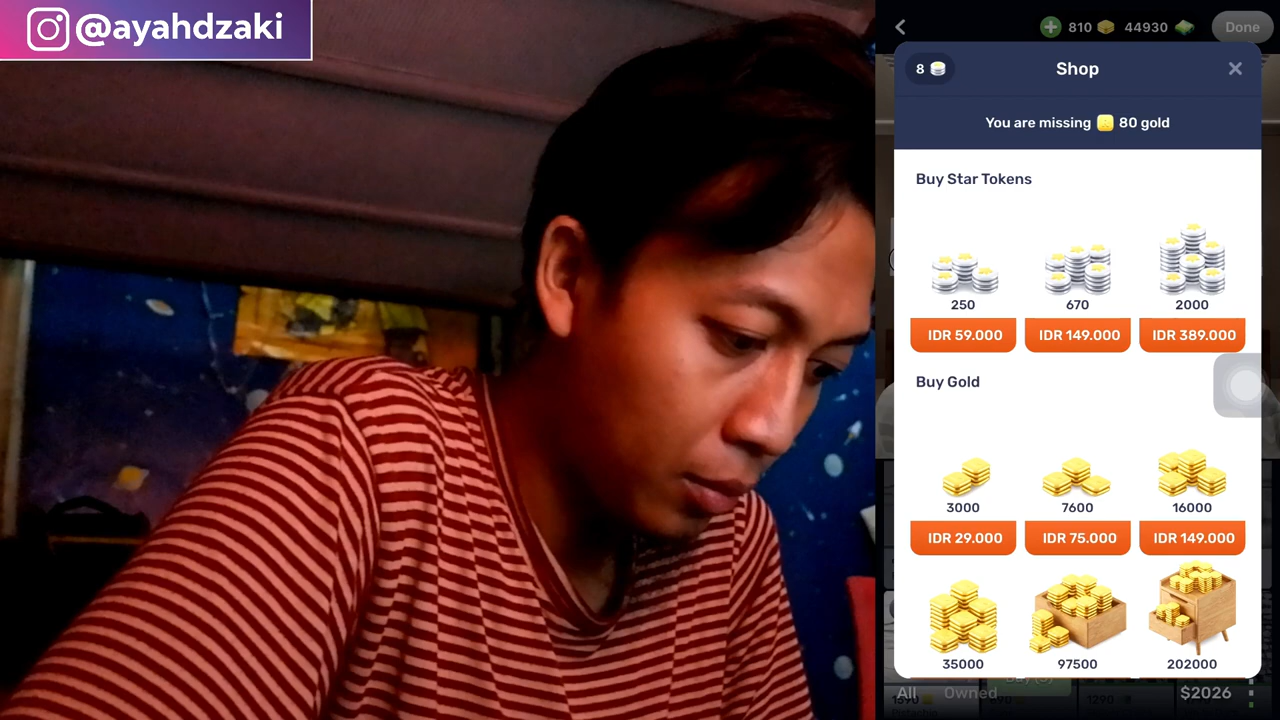 @ayahdzaki
810
44930
Done
8
Shop
You are missing 80 gold
Buy Star Tokens
250
670
2000
IDR 59.000
IDR 149.000
IDR 389.000
Buy Gold
3000
7600
16000
IDR 29.000
IDR 75.000
IDR 149.000
35000
97500
202000
All
Owned
$2026
1290